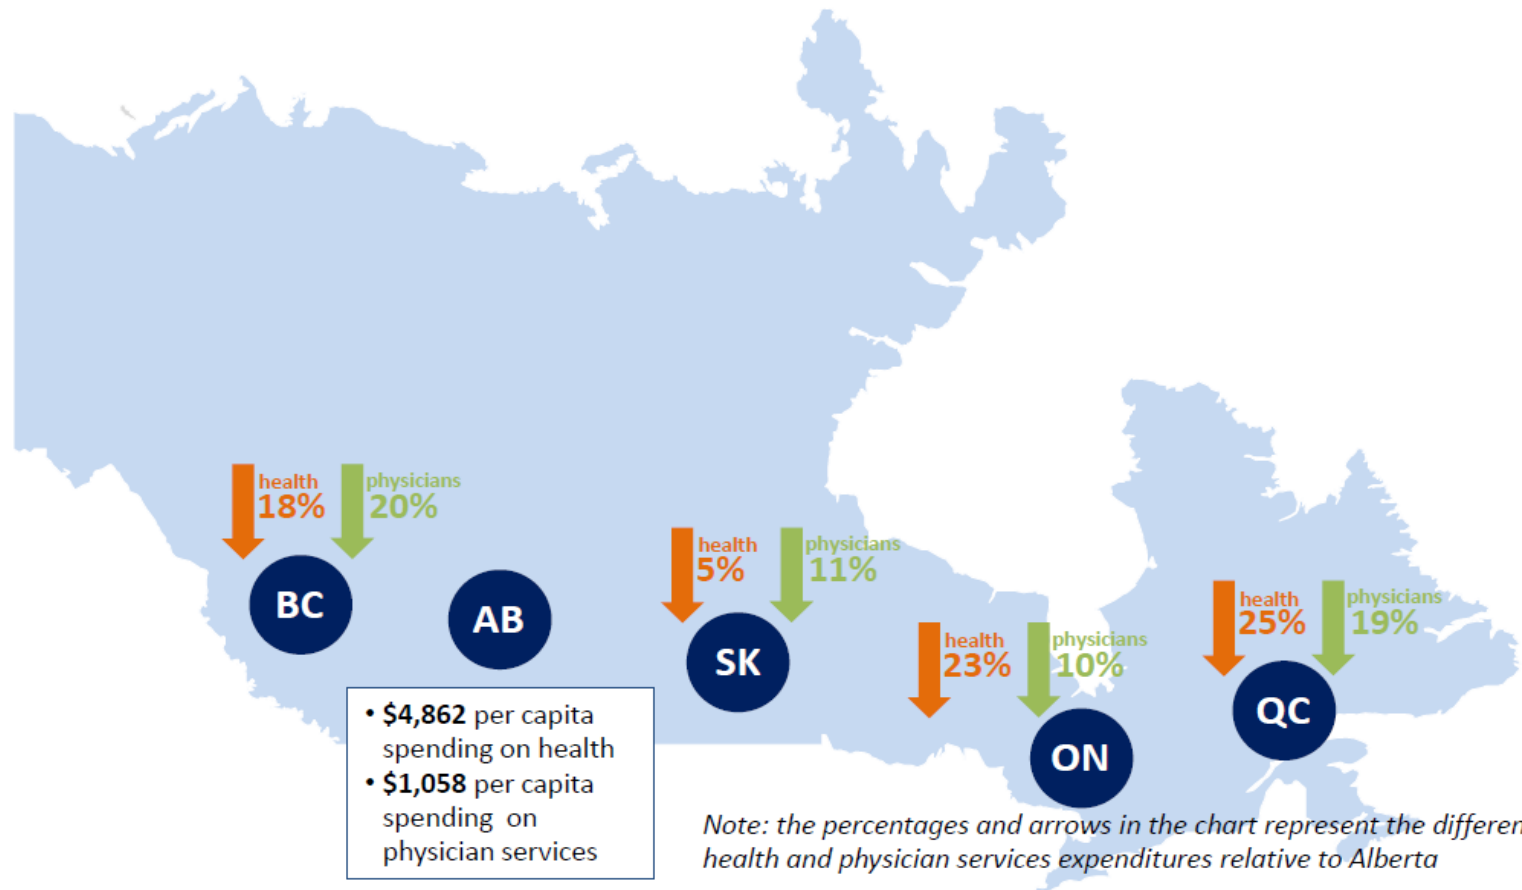 health
18%
physicians
20%
BC
AB
health
5%
physicians
11%
SK
health
23%
physicians
10%
ON
health
25%
physicians
19%
QC
• $4,862 per capita
spending on health
• $1,058 per capita
spending on
physician services
Note: the percentages and arrows in the chart represent the differen
health and physician services expenditures relative to Alberta